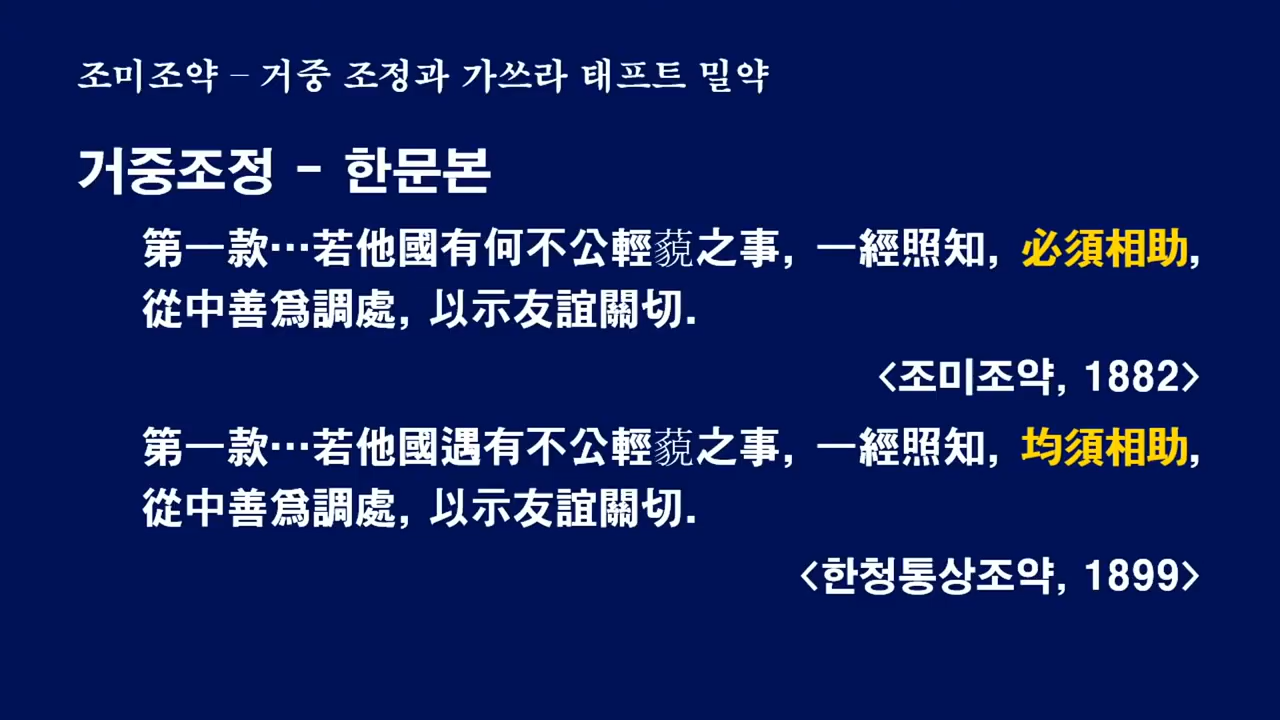 조미조약 – 거중 조정과 가쓰라 태프트 밀약
거중조정 - 한문본
第一款…若他國有何不公輕藐之事, 一經照知, 必須相助,
從中善爲調處, 以示友誼關切.
<조미조약, 1882>
第一款…若他國遇有不公輕藐之事, 一經照知, 均須相助,
從中善爲調處, 以示友誼關切.
<한청통상조약, 1899>